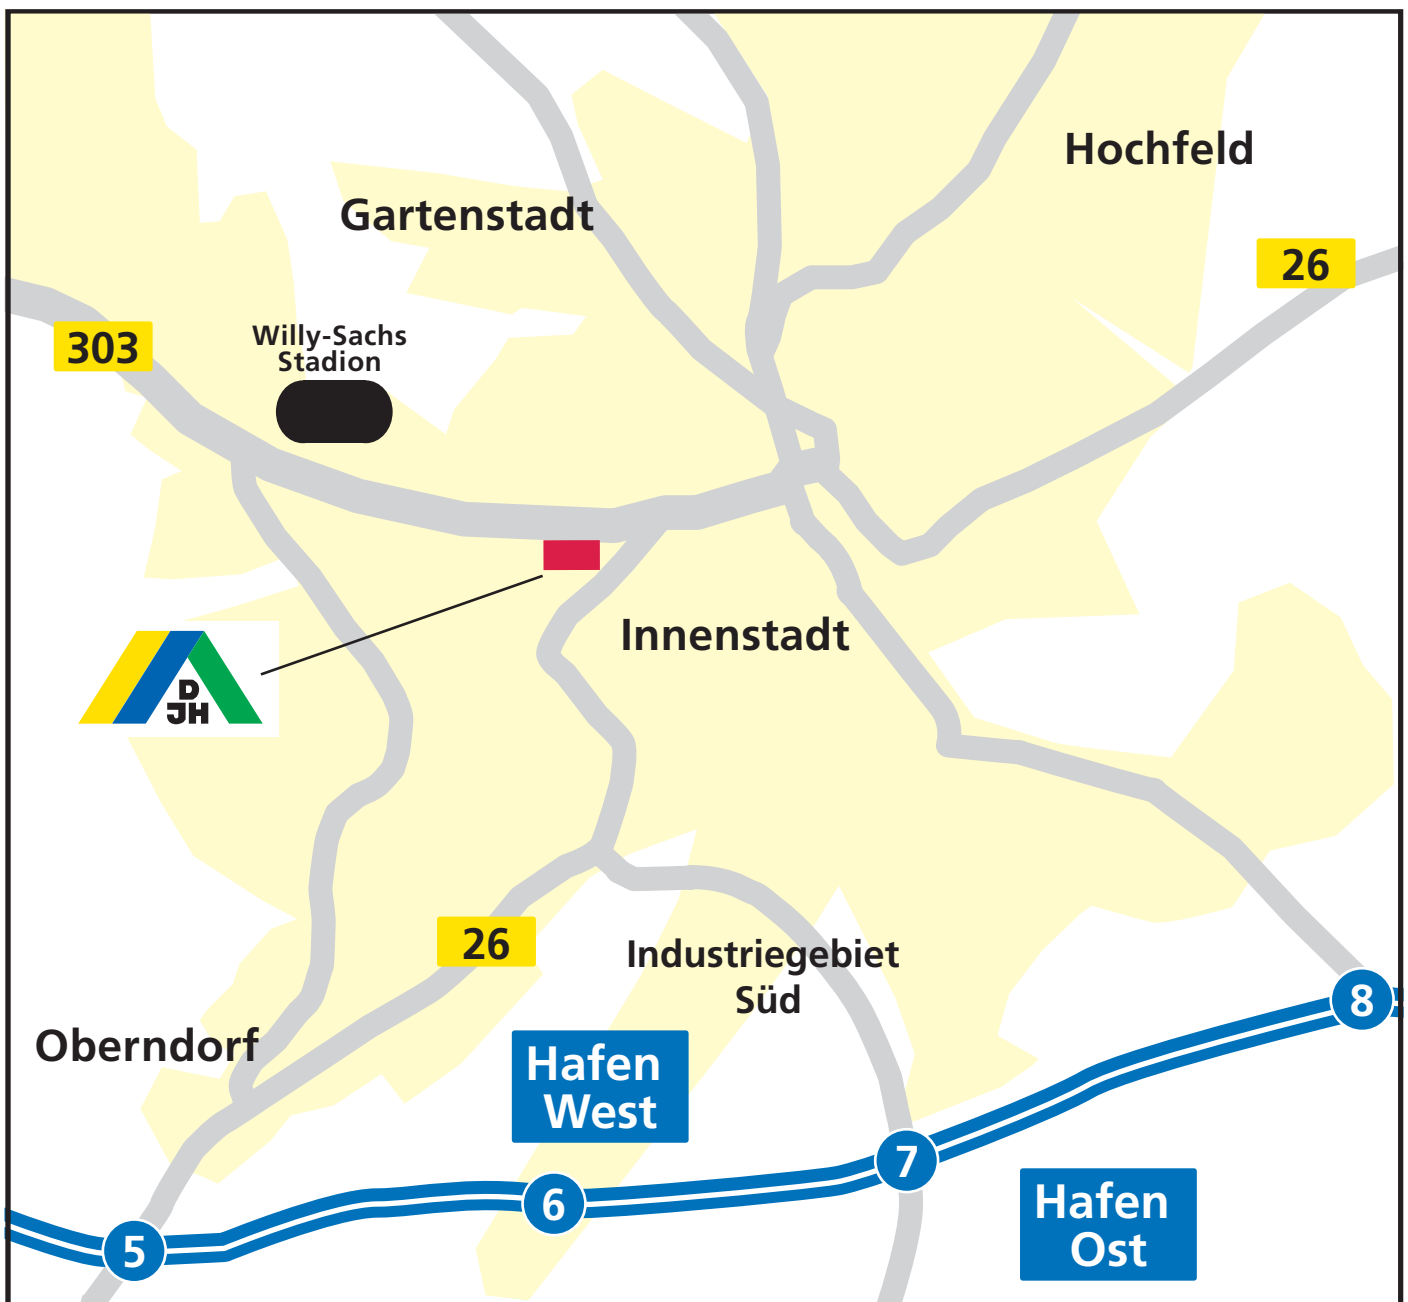 Hochfeld
Gartenstadt
26
303
Willy-Sachs
Stadion
Innenstadt
D
JH
26
Industriegebiet
Süd
8
Oberndorf
Hafen
West
7
6
Hafen
Ost
5